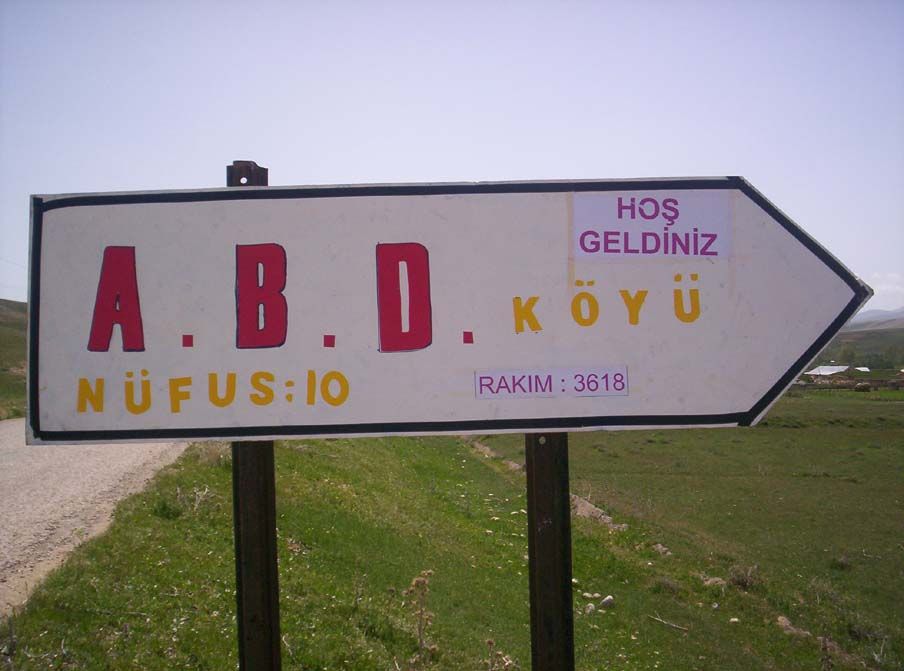 HOŞ
GELDİNİZ
A.B.D. KÖYÜ
NÜFUS:10
RAKIM : 3618